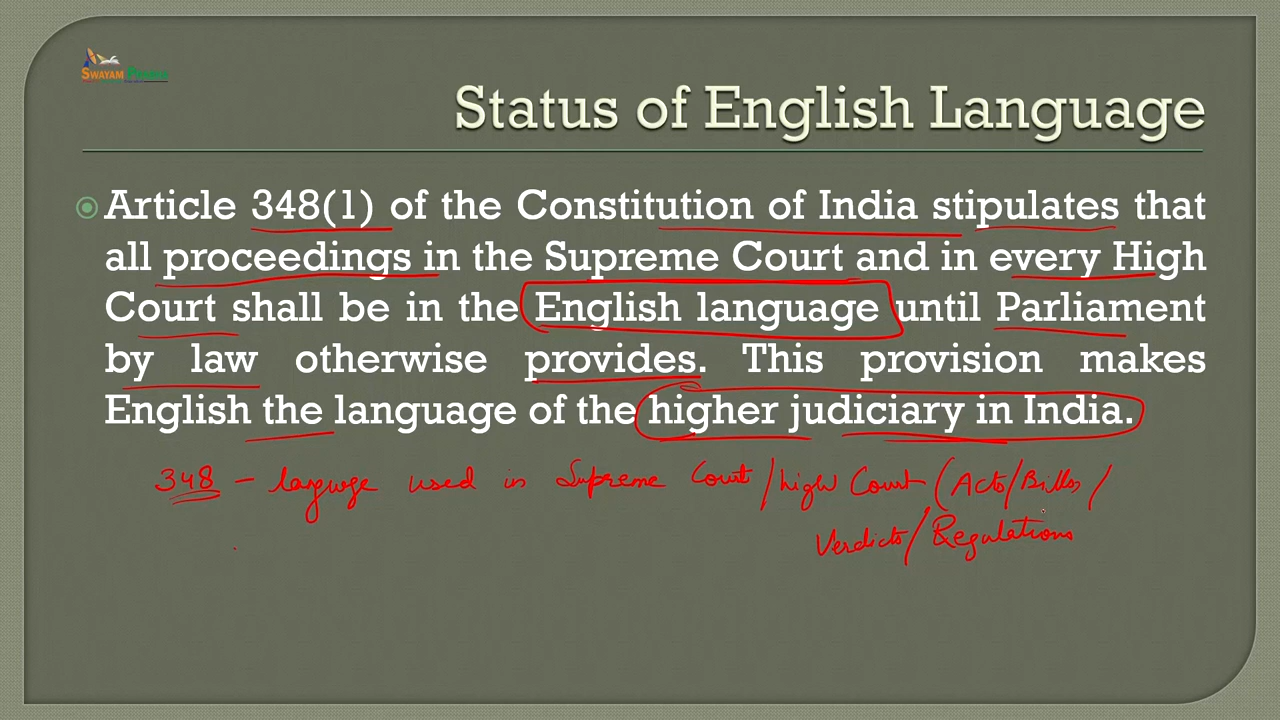 SWAYAM PRABHA
Status of English Language
Article 348(1) of the Constitution of India stipulates that
all proceedings in the Supreme Court and in every High
Court shall be in the English language until Parliament
by law otherwise provides. This provision makes
English the language of the higher judiciary in India.
348 – language used in Supreme Court/high Court (Acts/Bills/
Verdicts/Regulations